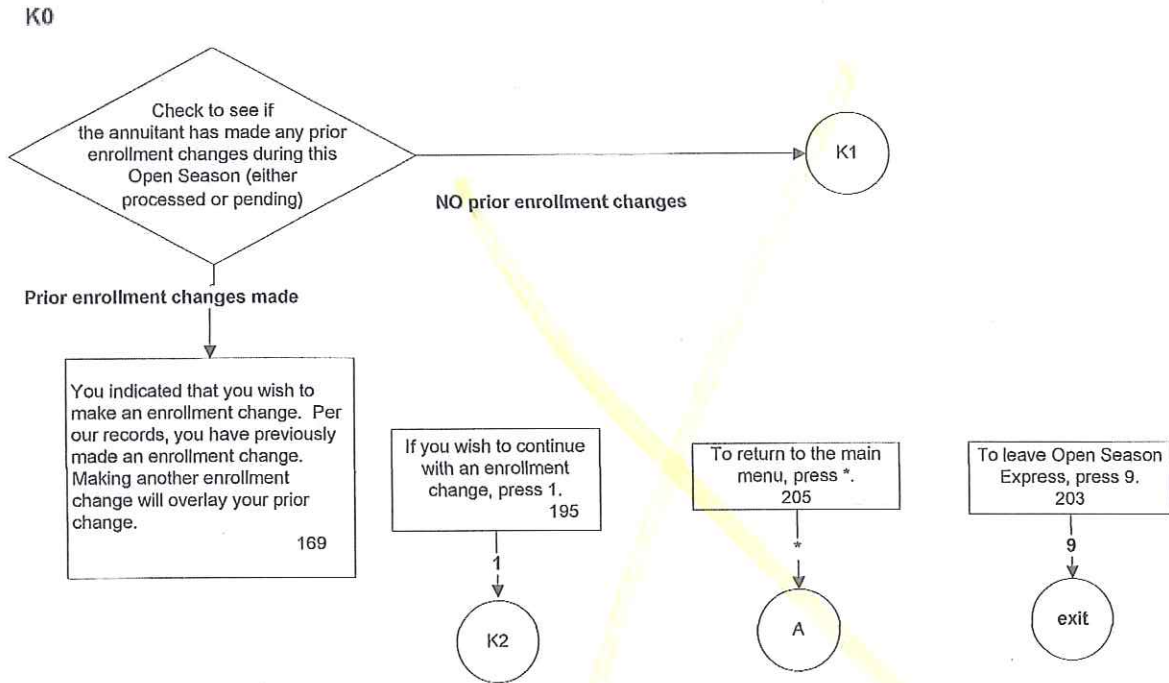 K0
Check to see if
the annuitant has made any prior
enrollment changes during this
Open Season (either
processed or pending)
K1
NO prior enrollment changes
Prior enrollment changes made
You indicated that you wish to
make an enrollment change. Per
our records, you have previously
made an enrollment change.
Making another enrollment
change will overlay your prior
change.
169
If you wish to continue
with an enrollment
change, press 1.
195
1
K2
To return to the main
menu, press *.
205
*
A
To leave Open Season
Express, press 9.
203
9
exit